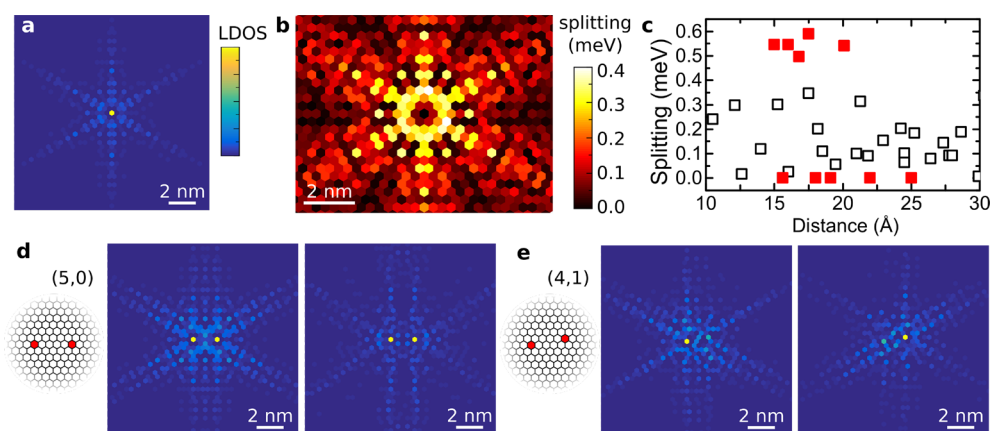 a
LDOS
2 nm
b
splitting
(meV)
0.4
0.3
0.2
0.1
0.0
2 nm
c
Splitting (meV)
0.6
0.5
0.4
0.3
0.2
0.1
0.0
10 15 20 25 30
Distance (Å)
d
(5,0)
2 nm
2 nm
e
(4,1)
2 nm
2 nm